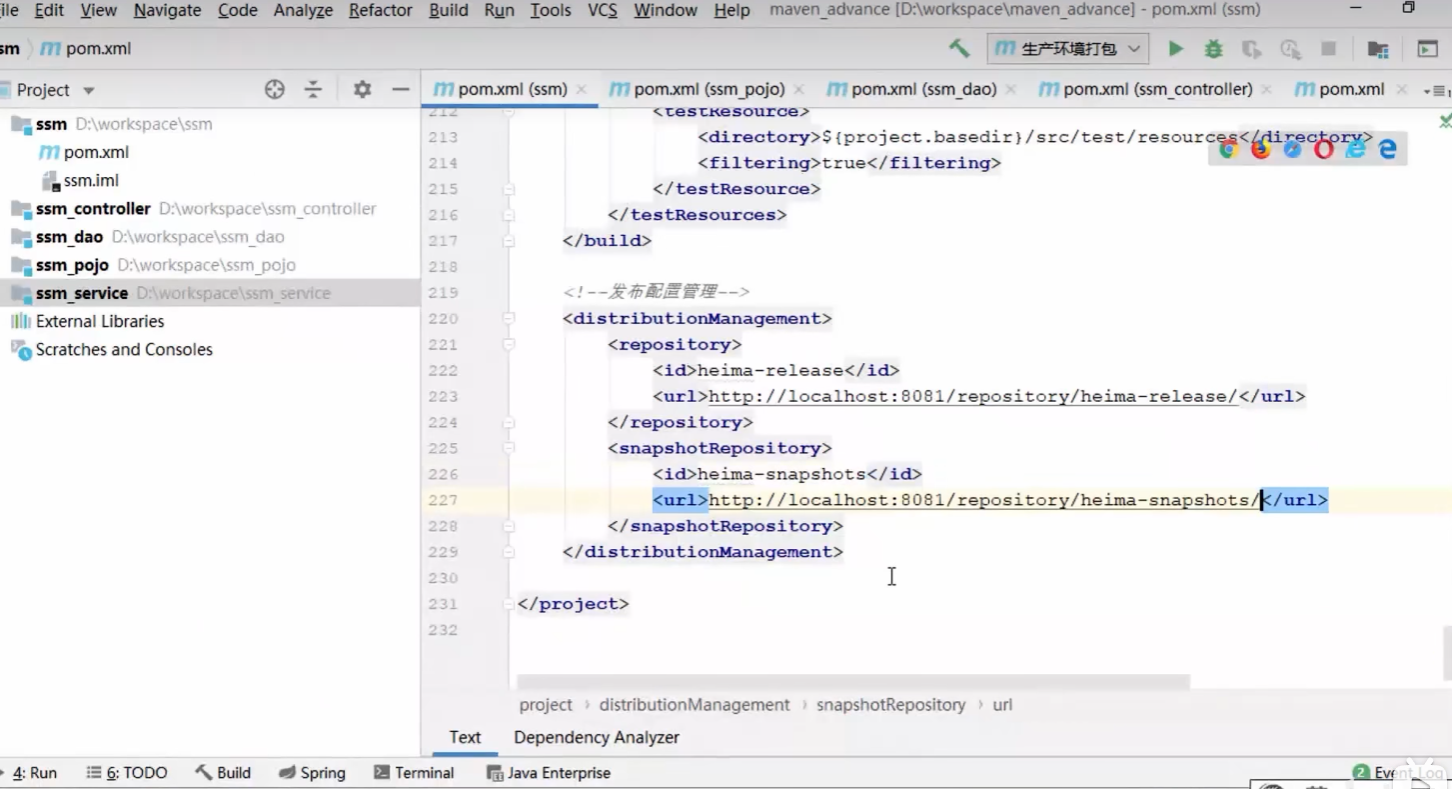 ile Edit View Navigate Code Analyze Refactor Build Run Tools VCS Window Help maven_advance [D:\workspace\maven_advance] - pom.xml (ssm)
sm pom.xml 生产环境打包
Project
pom.xml (ssm) pom.xml (ssm_pojo) pom.xml (ssm_dao) pom.xml (ssm_controller) pom.xml
ssm D:\workspace\ssm
pom.xml
ssm.iml
ssm_controller D:\workspace\ssm_controller
ssm_dao D:\workspace\ssm_dao
ssm_pojo D:\workspace\ssm_pojo
ssm_service D:\workspace\ssm_service
External Libraries
Scratches and Consoles
212 <testResource>
213 <directory>${project.basedir}/src/test/resources</directory>
214 <filtering>true</filtering>
215 </testResource>
216 </testResources>
217 </build>
218
219 <!--发布配置管理-->
220 <distributionManagement>
221 <repository>
222 <id>heima-release</id>
223 <url>http://localhost:8081/repository/heima-release/</url>
224 </repository>
225 <snapshotRepository>
226 <id>heima-snapshots</id>
227 <url>http://localhost:8081/repository/heima-snapshots/</url>
228 </snapshotRepository>
229 </distributionManagement>
230
231 </project>
232
project › distributionManagement › snapshotRepository › url
Text Dependency Analyzer
4: Run 6: TODO Build Spring Terminal Java Enterprise 2 Event Log